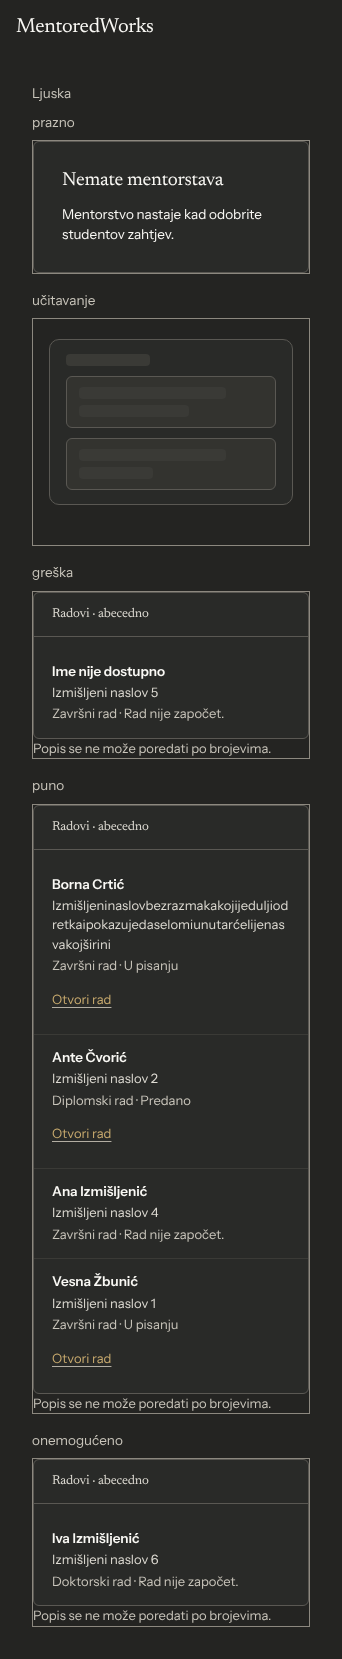 MentoredWorks
Ljuska
prazno
Nemate mentorstava
Mentorstvo nastaje kad odobrite
studentov zahtjev.
učitavanje
greška
Radovi · abecedno
Ime nije dostupno
Izmišljeni naslov 5
Završni rad · Rad nije započet.
Popis se ne može poredati po brojevima.
puno
Radovi · abecedno
Borna Crtić
Izmišljeninaslovbezrazmakakojijeduljiod
retkaipokazujedaselomiunutarćelijenas
vakojširini
Završni rad · U pisanju
Otvori rad
Ante Čvorić
Izmišljeni naslov 2
Diplomski rad · Predano
Otvori rad
Ana Izmišljenić
Izmišljeni naslov 4
Završni rad · Rad nije započet.
Vesna Žbunić
Izmišljeni naslov 1
Završni rad · U pisanju
Otvori rad
Popis se ne može poredati po brojevima.
onemogućeno
Radovi · abecedno
Iva Izmišljenić
Izmišljeni naslov 6
Doktorski rad · Rad nije započet.
Popis se ne može poredati po brojevima.